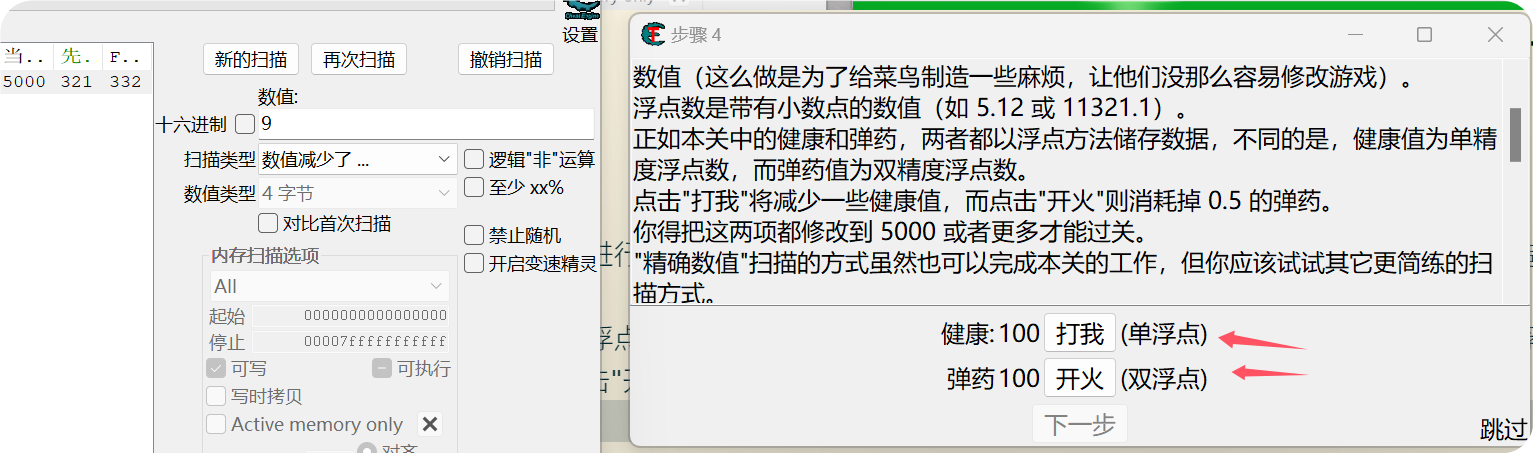 设置
当.. 先. F..
5000 321 332
新的扫描 再次扫描 撤销扫描
数值:
十六进制 9
扫描类型 数值减少了 ... 逻辑"非"运算
数值类型 4 字节 至少 xx%
对比首次扫描
禁止随机
内存扫描选项 开启变速精灵
All
起始 0000000000000000
停止 00007fffffffffff
可写 可执行
写时拷贝
Active memory only
对齐
步骤 4
数值（这么做是为了给菜鸟制造一些麻烦，让他们没那么容易修改游戏）。
浮点数是带有小数点的数值（如 5.12 或 11321.1）。
正如本关中的健康和弹药，两者都以浮点方法储存数据，不同的是，健康值为单精
度浮点数，而弹药值为双精度浮点数。
点击"打我"将减少一些健康值，而点击"开火"则消耗掉 0.5 的弹药。
你得把这两项都修改到 5000 或者更多才能过关。
"精确数值"扫描的方式虽然也可以完成本关的工作，但你应该试试其它更简练的扫
描方式。
健康: 100 打我 (单浮点)
弹药 100 开火 (双浮点)
下一步
跳过